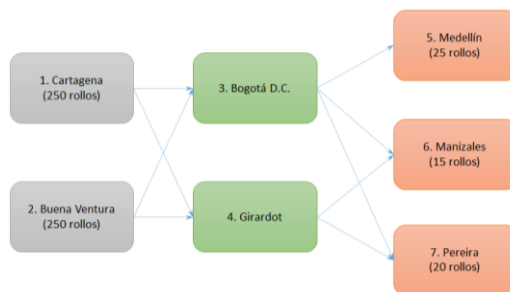 1. Cartagena
(250 rollos)
2. Buena Ventura
(250 rollos)
3. Bogotá D.C.
4. Girardot
5. Medellín
(25 rollos)
6. Manizales
(15 rollos)
7. Pereira
(20 rollos)